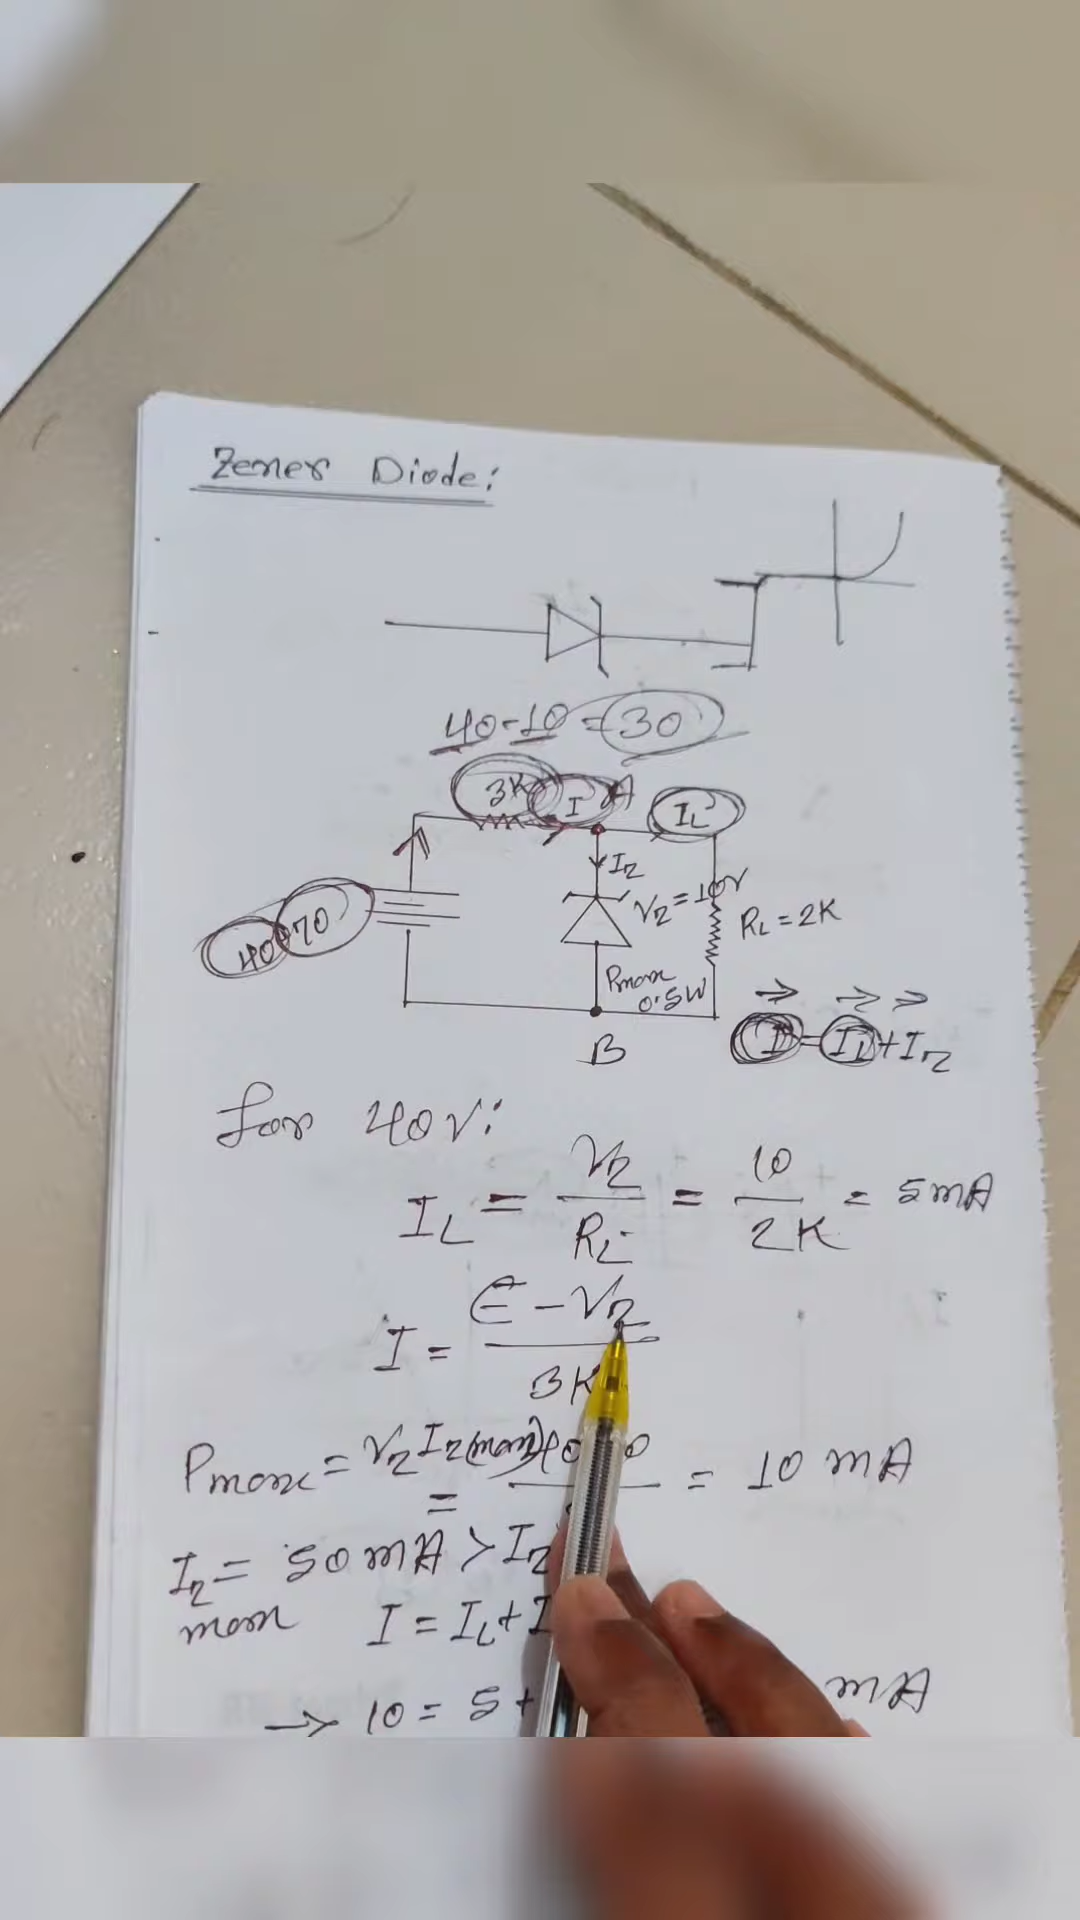 Zener Diode:
40-10=30
3K I A IL
IZ
VZ=10V
RL=2K
40-70
Pmax
0.5W
I=IL+IZ
B
for 40V:
IL = VZ/RL = 10/2K = 5mA
I = E-VZ/3K
Pmax = VZ IZ(max)
= = 10 mA
IZ = 50mA > IZ
max I = IL+I
→ 10 = 5+ mA